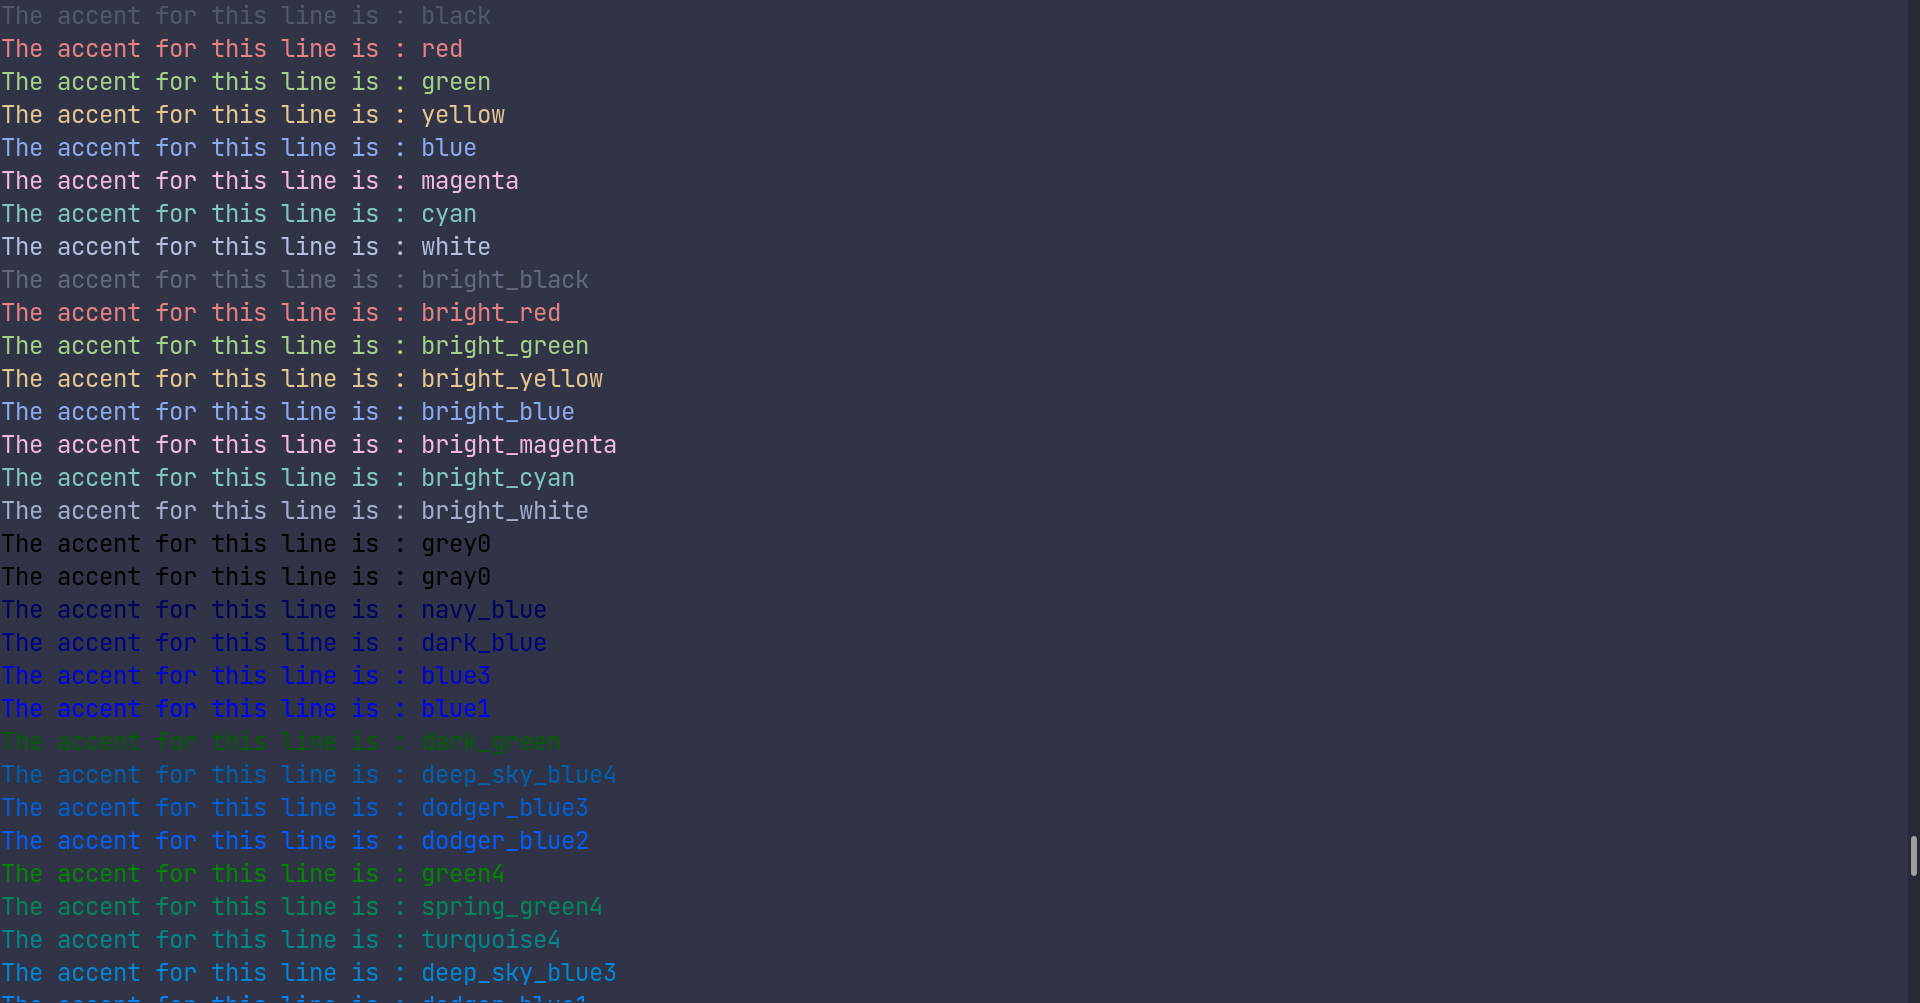 The accent for this line is : black
The accent for this line is : red
The accent for this line is : green
The accent for this line is : yellow
The accent for this line is : blue
The accent for this line is : magenta
The accent for this line is : cyan
The accent for this line is : white
The accent for this line is : bright_black
The accent for this line is : bright_red
The accent for this line is : bright_green
The accent for this line is : bright_yellow
The accent for this line is : bright_blue
The accent for this line is : bright_magenta
The accent for this line is : bright_cyan
The accent for this line is : bright_white
The accent for this line is : grey0
The accent for this line is : gray0
The accent for this line is : navy_blue
The accent for this line is : dark_blue
The accent for this line is : blue3
The accent for this line is : blue1
The accent for this line is : dark_green
The accent for this line is : deep_sky_blue4
The accent for this line is : dodger_blue3
The accent for this line is : dodger_blue2
The accent for this line is : green4
The accent for this line is : spring_green4
The accent for this line is : turquoise4
The accent for this line is : deep_sky_blue3
The accent for this line is : dodger_blue1